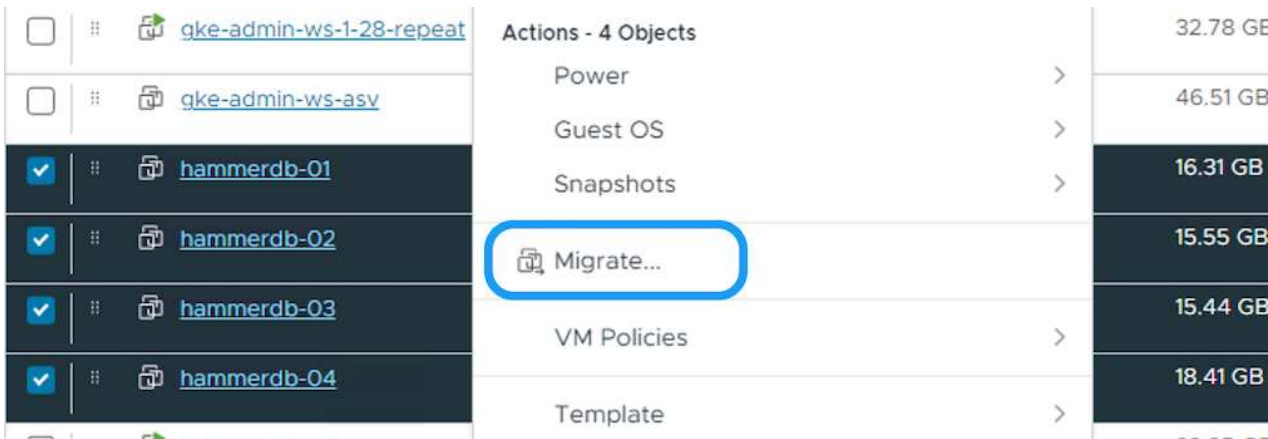 gke-admin-ws-1-28-repeat
gke-admin-ws-asv
hammerdb-01
hammerdb-02
hammerdb-03
hammerdb-04
Actions - 4 Objects
Power
Guest OS
Snapshots
Migrate...
VM Policies
Template
32.78 GB
46.51 GB
16.31 GB
15.55 GB
15.44 GB
18.41 GB